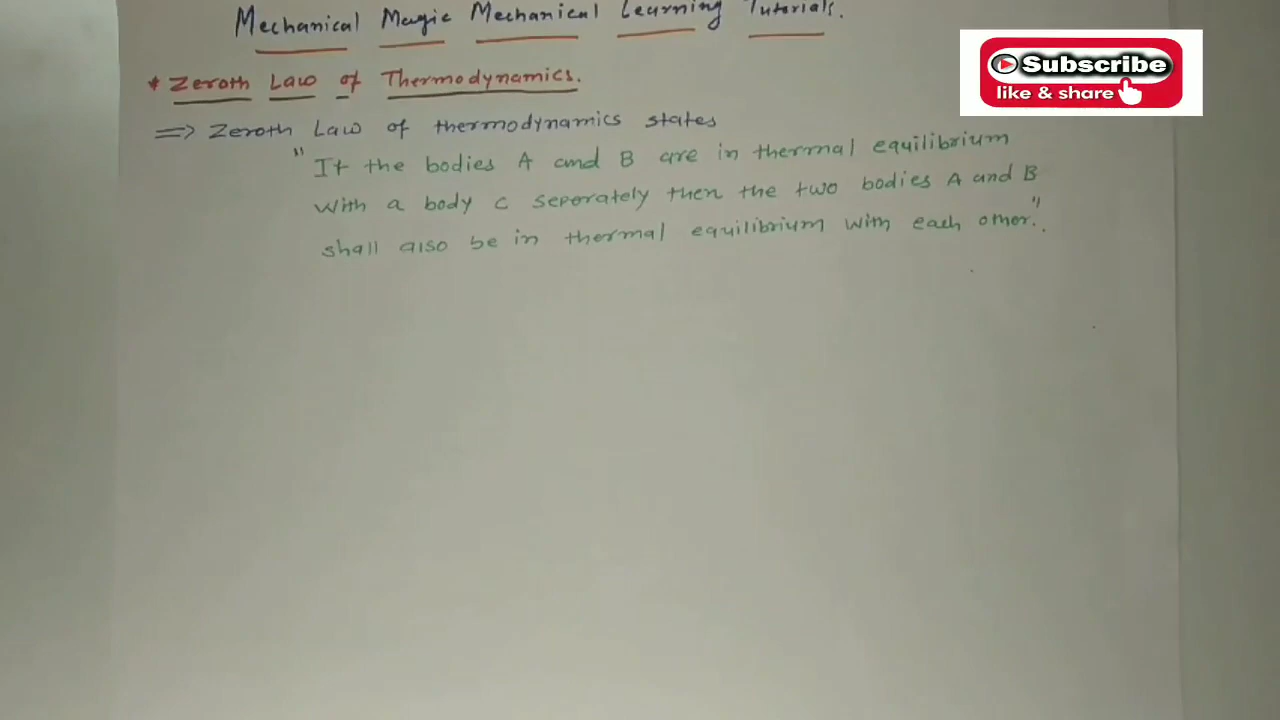 Mechanical Magic Mechanical Learning Tutorials.
* Zeroth Law of Thermodynamics.
⇒ Zeroth Law of thermodynamics states
"If the bodies A and B are in thermal equilibrium
with a body C seperately then the two bodies A and B
shall also be in thermal equilibrium with each other.".
Subscribe
like & share